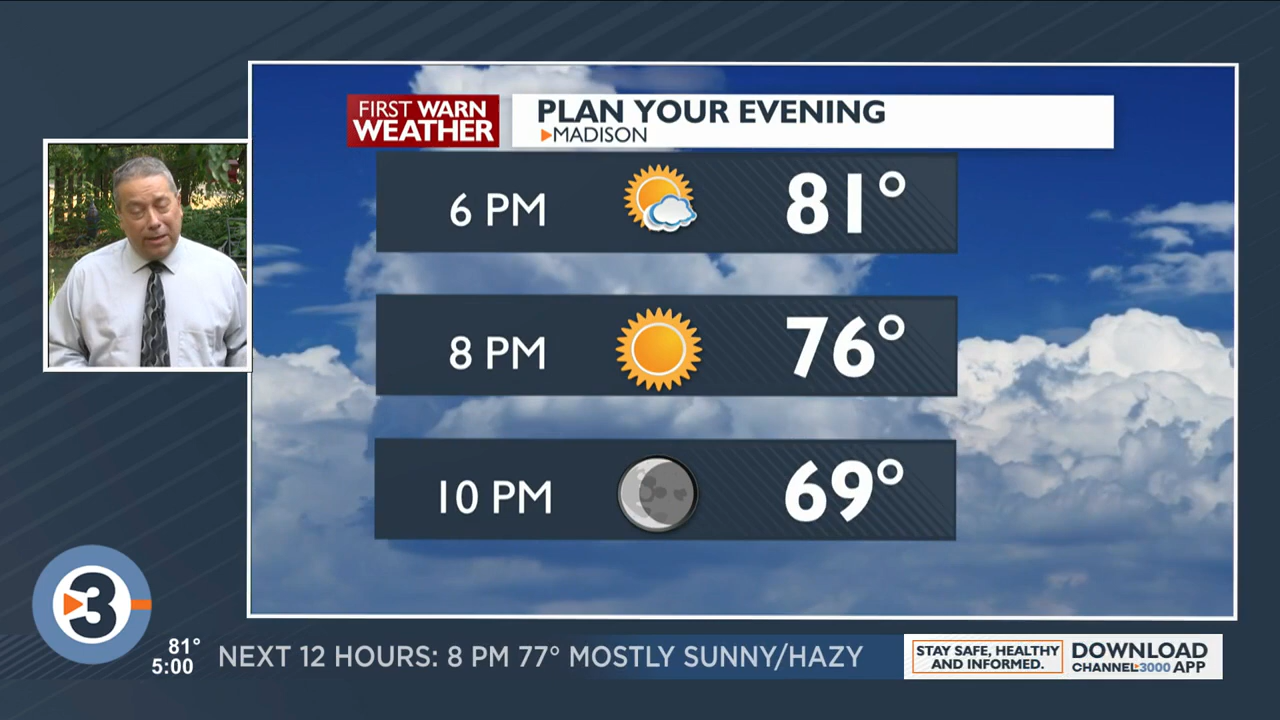 FIRST WARN
WEATHER
PLAN YOUR EVENING
MADISON
6 PM 81°
8 PM 76°
10 PM 69°
3
81°
5:00
NEXT 12 HOURS: 8 PM 77° MOSTLY SUNNY/HAZY
STAY SAFE, HEALTHY
AND INFORMED.
DOWNLOAD
CHANNEL3000 APP